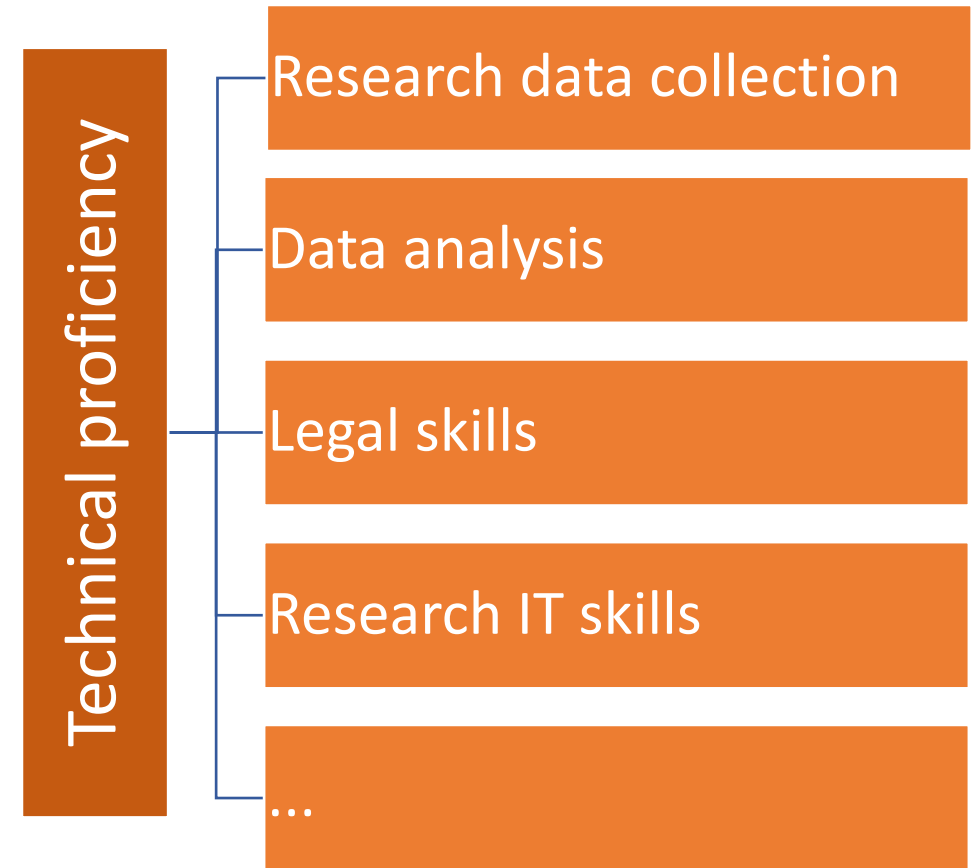 Technical proficiency
Research data collection
Data analysis
Legal skills
Research IT skills
...